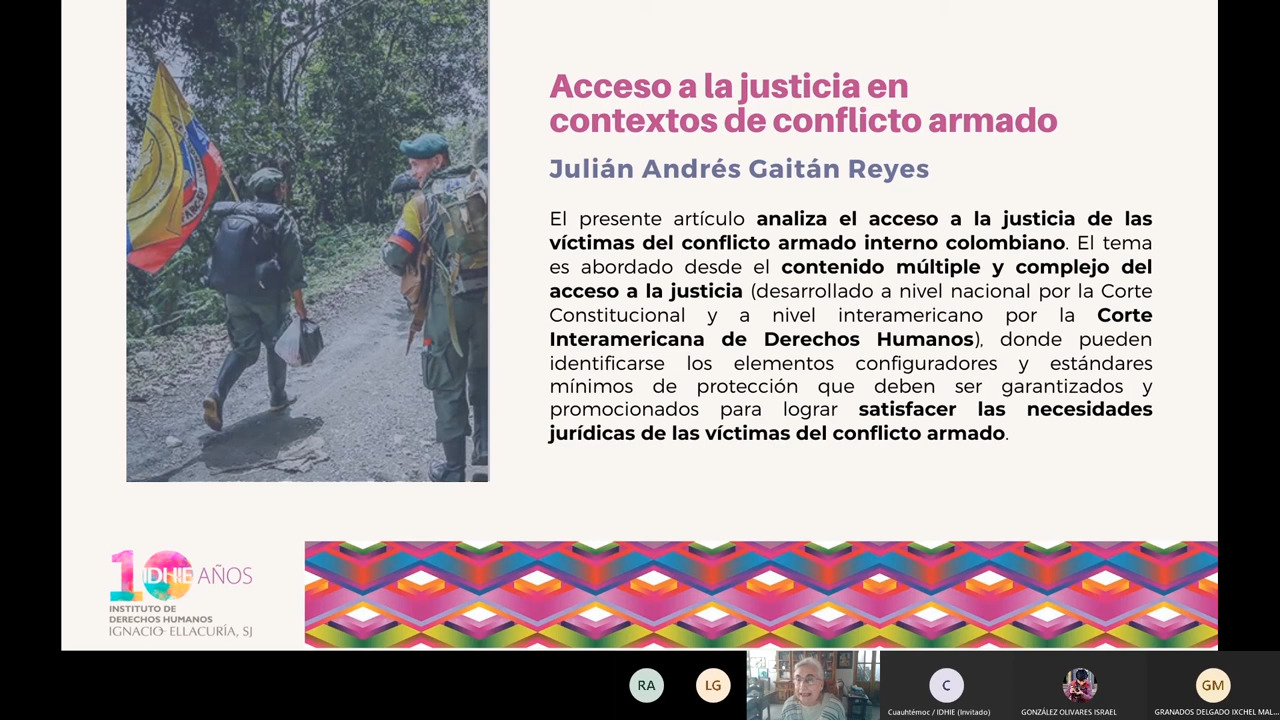 Acceso a la justicia en
contextos de conflicto armado
Julián Andrés Gaitán Reyes
El presente artículo analiza el acceso a la justicia de las
víctimas del conflicto armado interno colombiano. El tema
es abordado desde el contenido múltiple y complejo del
acceso a la justicia (desarrollado a nivel nacional por la Corte
Constitucional y a nivel interamericano por la Corte
Interamericana de Derechos Humanos), donde pueden
identificarse los elementos configuradores y estándares
mínimos de protección que deben ser garantizados y
promocionados para lograr satisfacer las necesidades
jurídicas de las víctimas del conflicto armado.
10 IDHIE AÑOS
INSTITUTO DE
DERECHOS HUMANOS
IGNACIO ELLACURÍA, SJ
RA
LG
C
GM
Cuauhtémoc / IDHIE (Invitado)
GONZÁLEZ OLIVARES ISRAEL
GRANADOS DELGADO IXCHEL MAL...